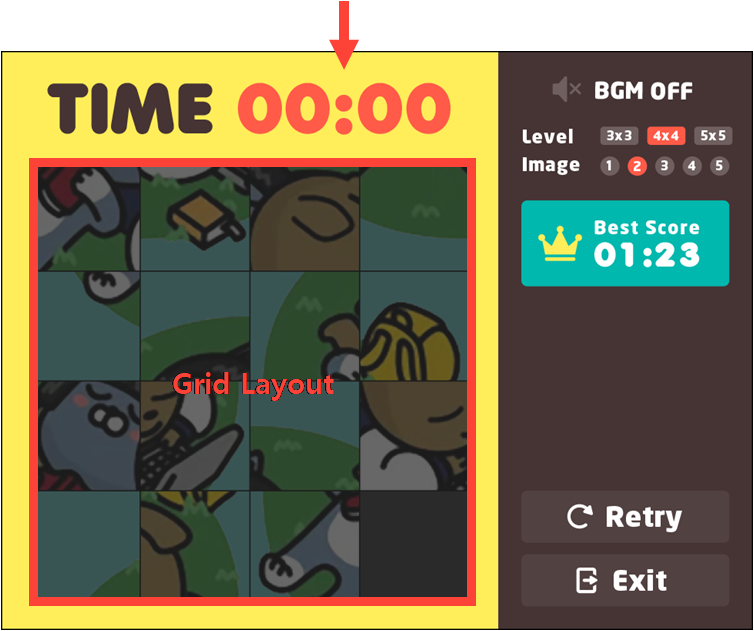 TIME 00:00
BGM OFF
Level 3x3 4x4 5x5
Image 1 2 3 4 5
Best Score
01:23
Grid Layout
Retry
Exit